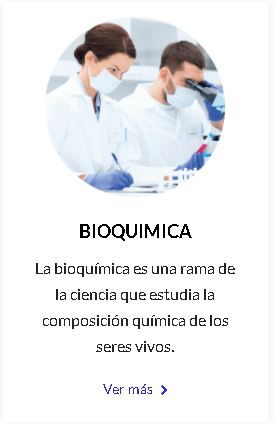 BIOQUIMICA
La bioquímica es una rama de
la ciencia que estudia la
composición química de los
seres vivos.
Ver más